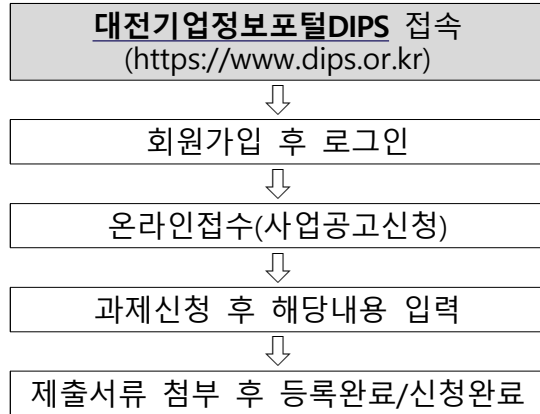 대전기업정보포털DIPS 접속
(https://www.dips.or.kr)
회원가입 후 로그인
온라인접수(사업공고신청)
과제신청 후 해당내용 입력
제출서류 첨부 후 등록완료/신청완료